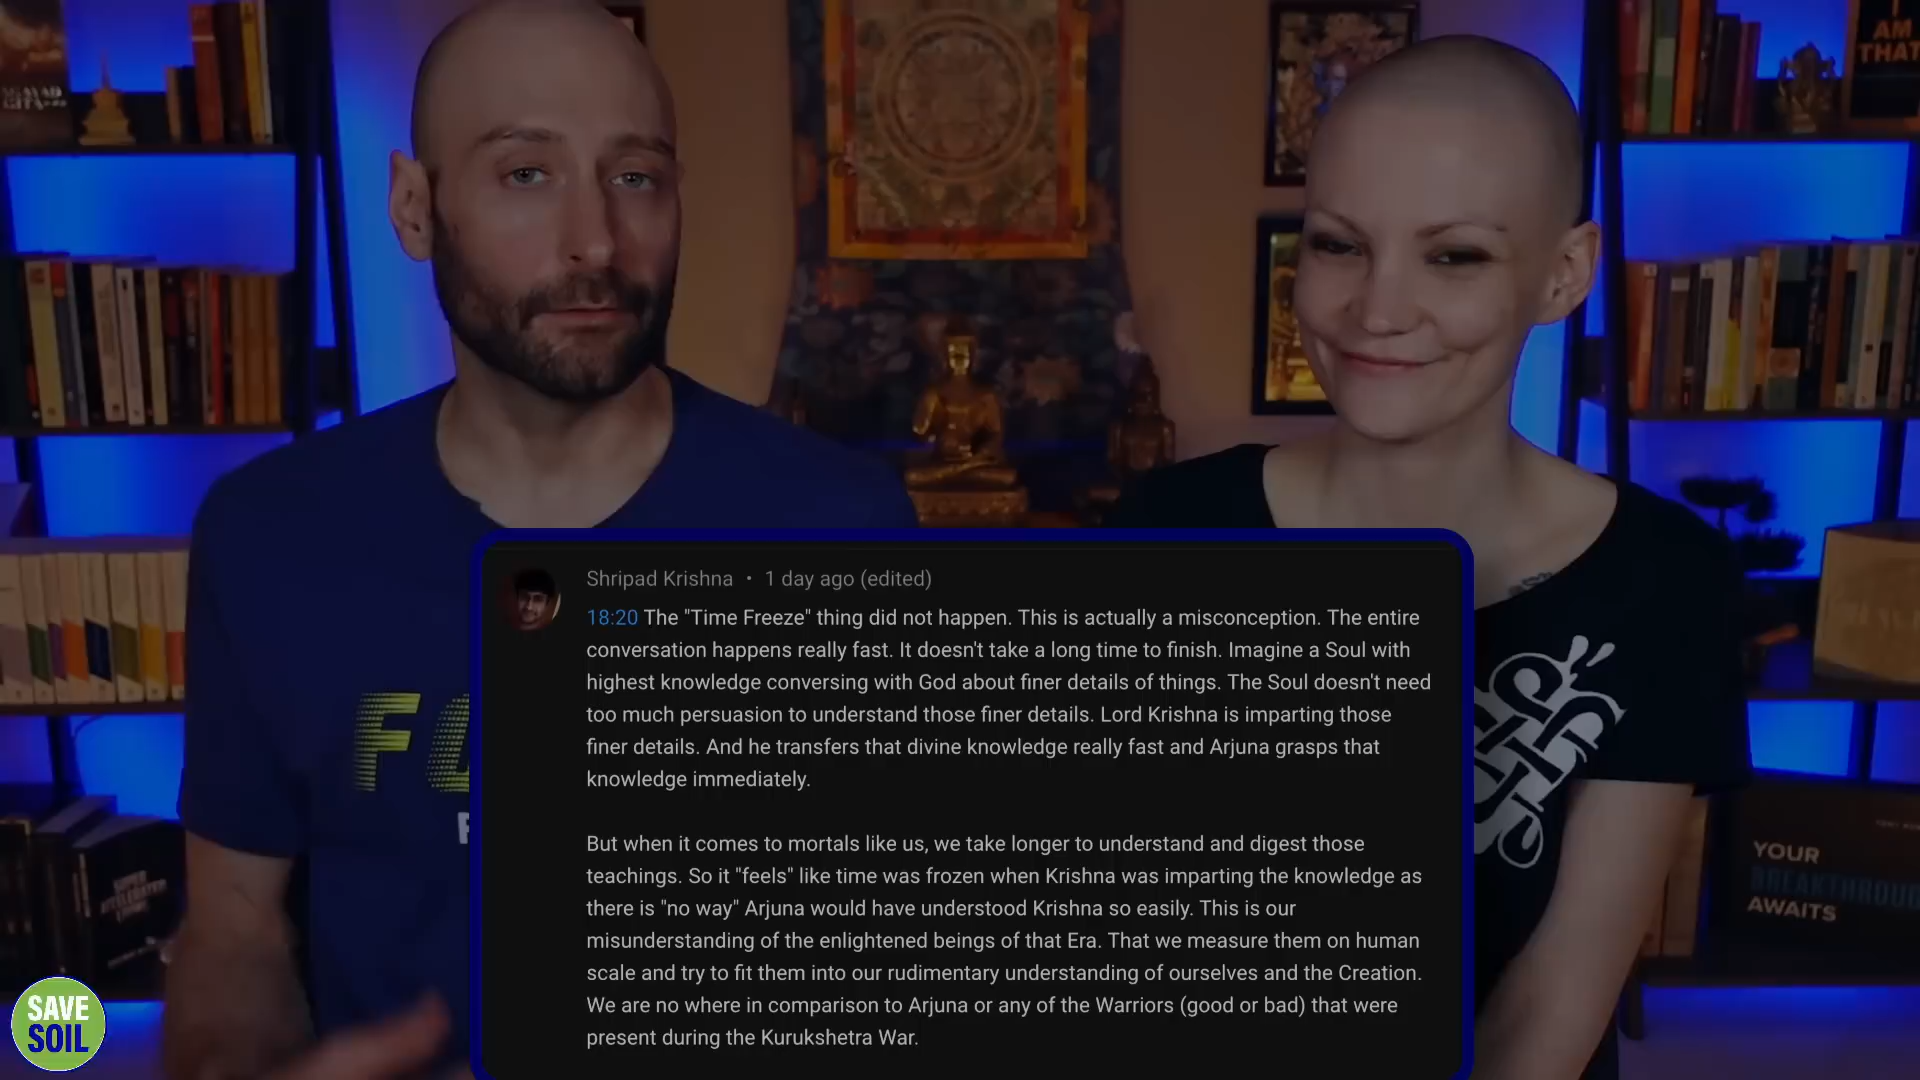 AGAVAD
GITA
I
AM
THAT
Shripad Krishna • 1 day ago (edited)
18:20 The "Time Freeze" thing did not happen. This is actually a misconception. The entire
conversation happens really fast. It doesn't take a long time to finish. Imagine a Soul with
highest knowledge conversing with God about finer details of things. The Soul doesn't need
too much persuasion to understand those finer details. Lord Krishna is imparting those
finer details. And he transfers that divine knowledge really fast and Arjuna grasps that
knowledge immediately.
But when it comes to mortals like us, we take longer to understand and digest those
teachings. So it "feels" like time was frozen when Krishna was imparting the knowledge as
there is "no way" Arjuna would have understood Krishna so easily. This is our
misunderstanding of the enlightened beings of that Era. That we measure them on human
scale and try to fit them into our rudimentary understanding of ourselves and the Creation.
We are no where in comparison to Arjuna or any of the Warriors (good or bad) that were
present during the Kurukshetra War.
YOUR
BREAKTHROUG
AWAITS
SAVE
SOIL